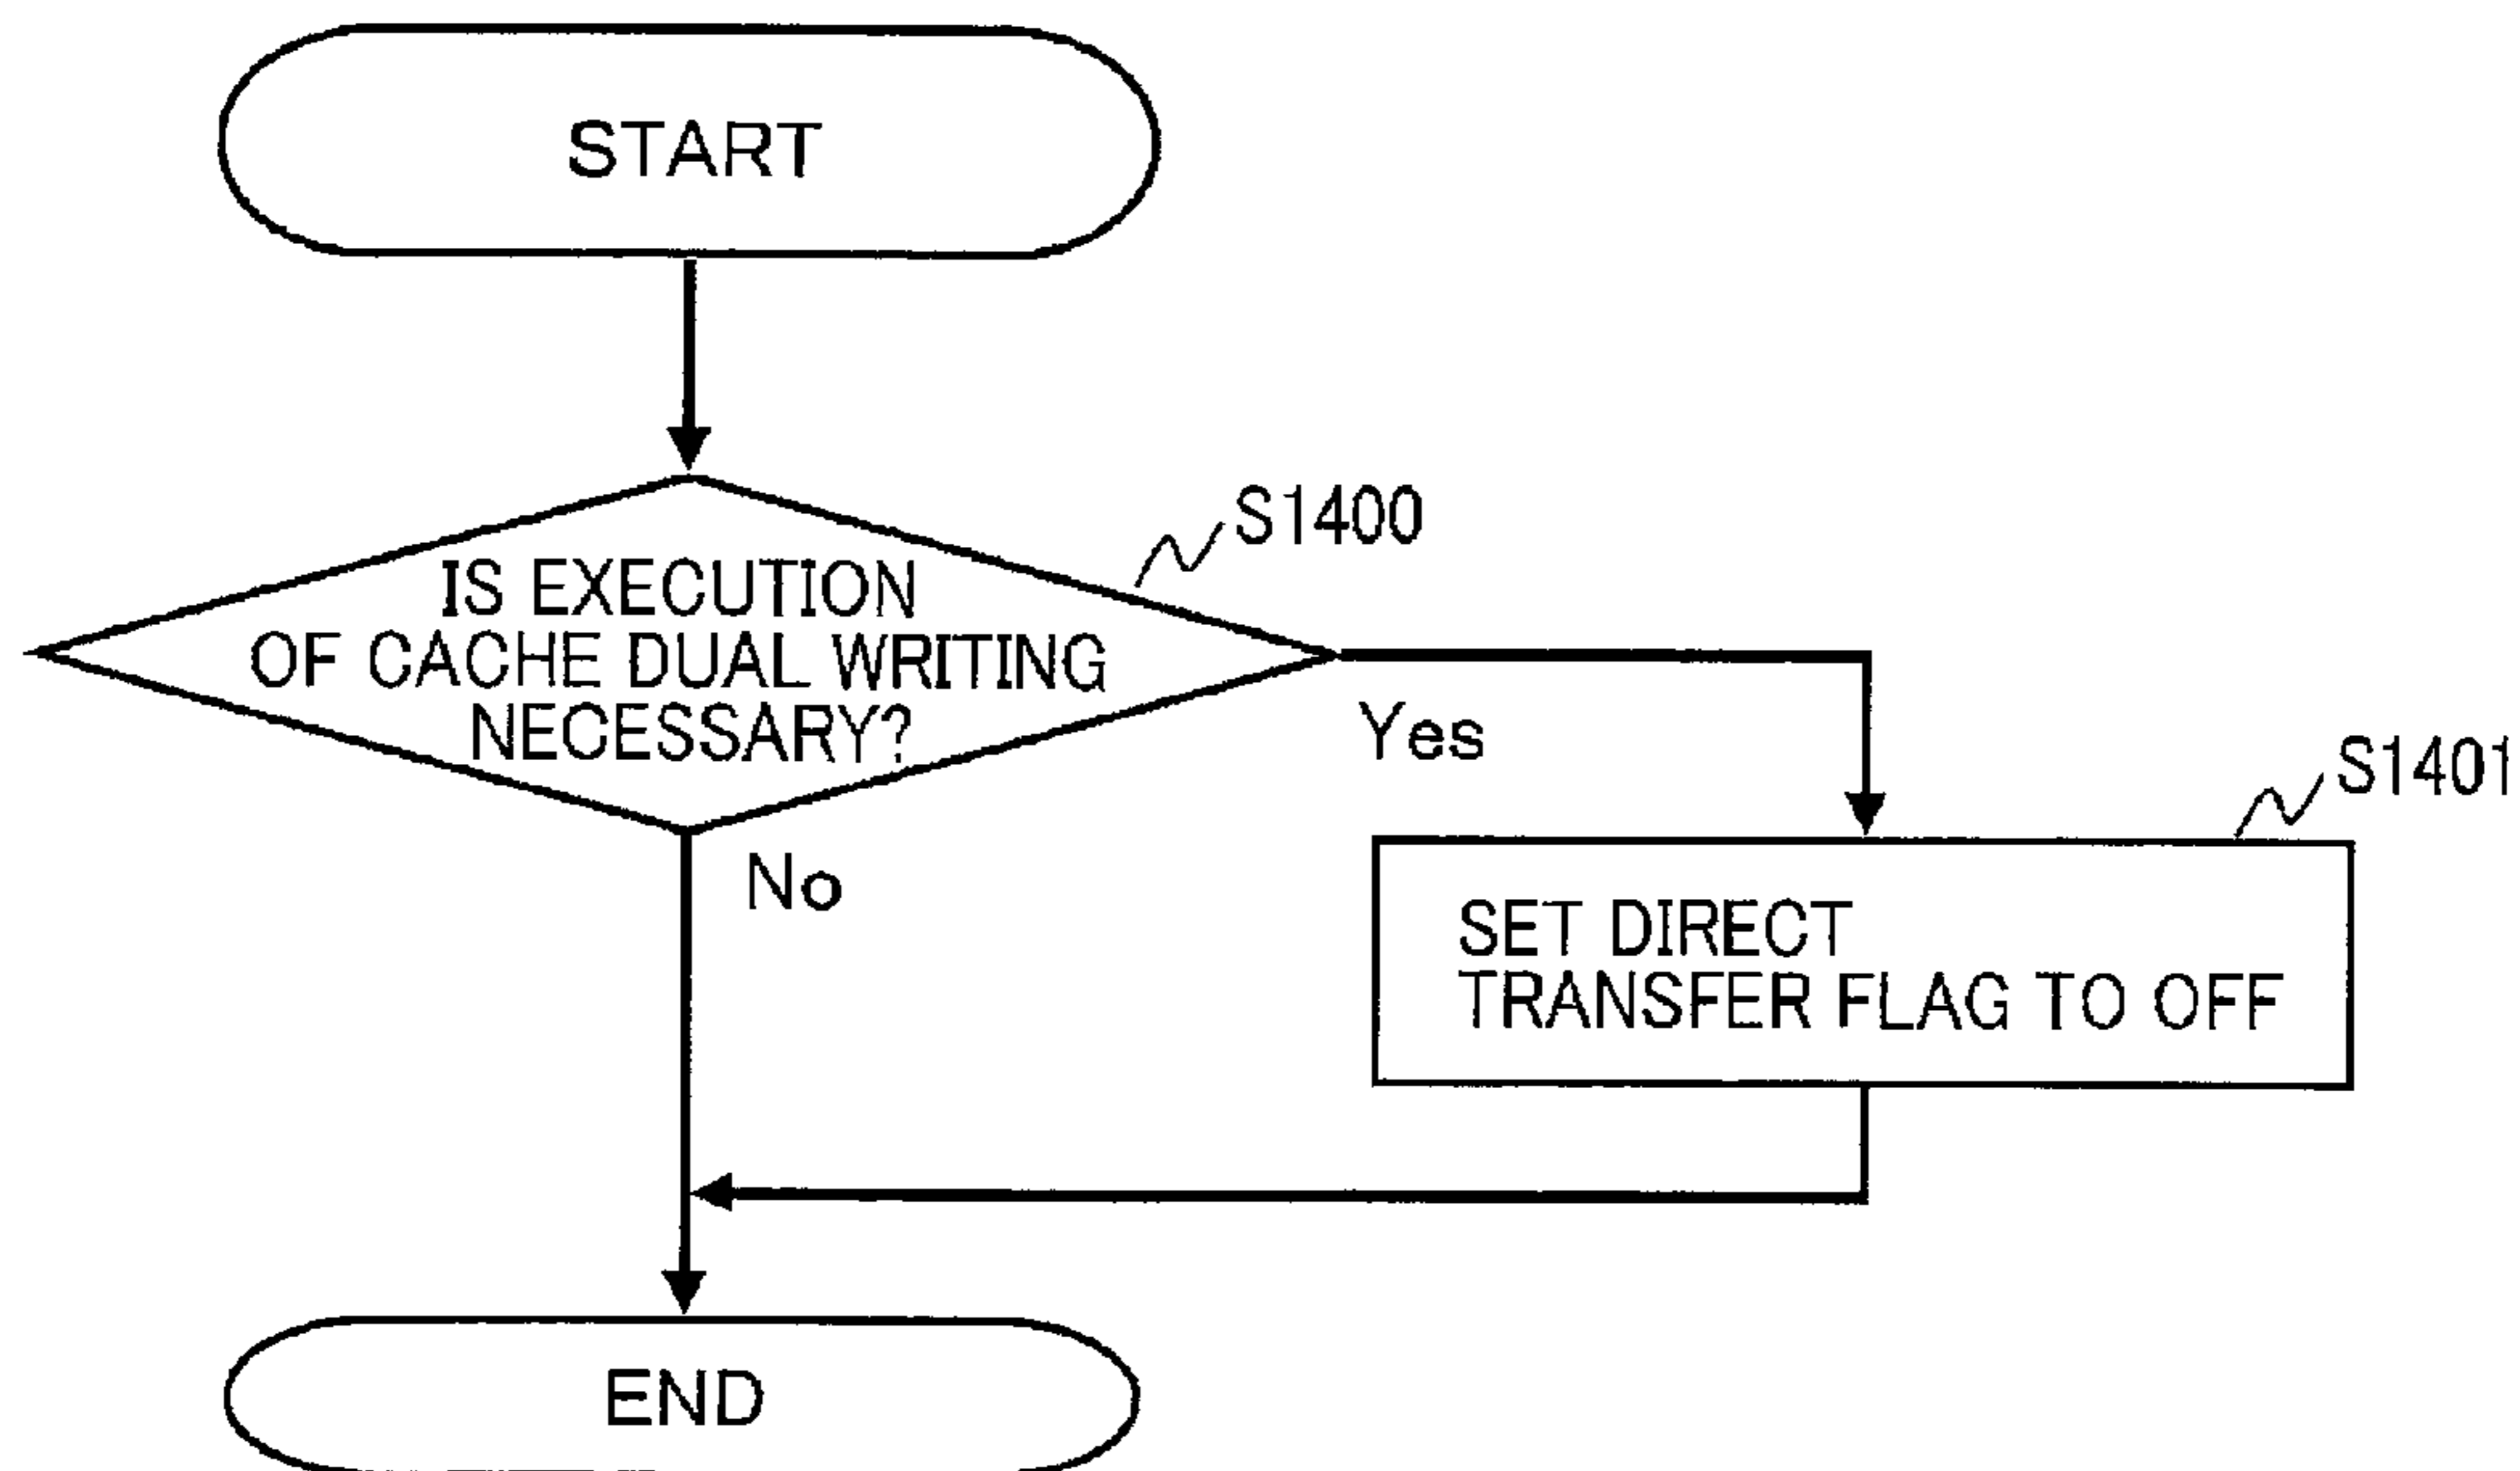 START
S1400
IS EXECUTION
OF CACHE DUAL WRITING
NECESSARY?
Yes
S1401
No
SET DIRECT
TRANSFER FLAG TO OFF
END